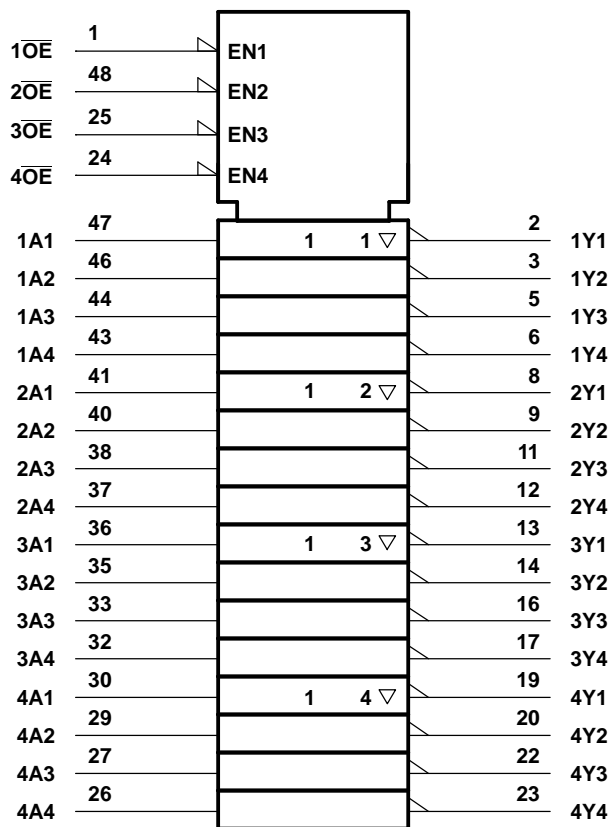 1O̅E̅ 1 EN1
2O̅E̅ 48 EN2
3O̅E̅ 25 EN3
4O̅E̅ 24 EN4
1A1 47 1 1 ▽ 2 1Y1
1A2 46 3 1Y2
1A3 44 5 1Y3
1A4 43 6 1Y4
2A1 41 1 2 ▽ 8 2Y1
2A2 40 9 2Y2
2A3 38 11 2Y3
2A4 37 12 2Y4
3A1 36 1 3 ▽ 13 3Y1
3A2 35 14 3Y2
3A3 33 16 3Y3
3A4 32 17 3Y4
4A1 30 1 4 ▽ 19 4Y1
4A2 29 20 4Y2
4A3 27 22 4Y3
4A4 26 23 4Y4